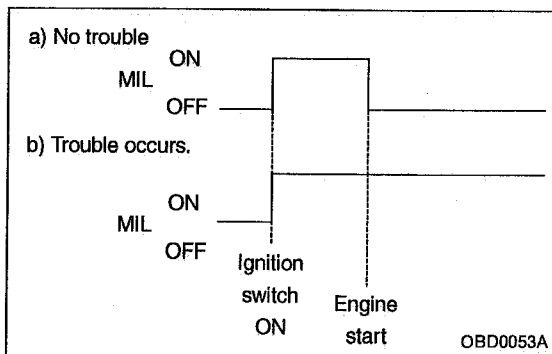 a) No trouble
ON
MIL
OFF
b) Trouble occurs.
ON
MIL
OFF
Ignition
switch
ON
Engine
start
OBD0053A